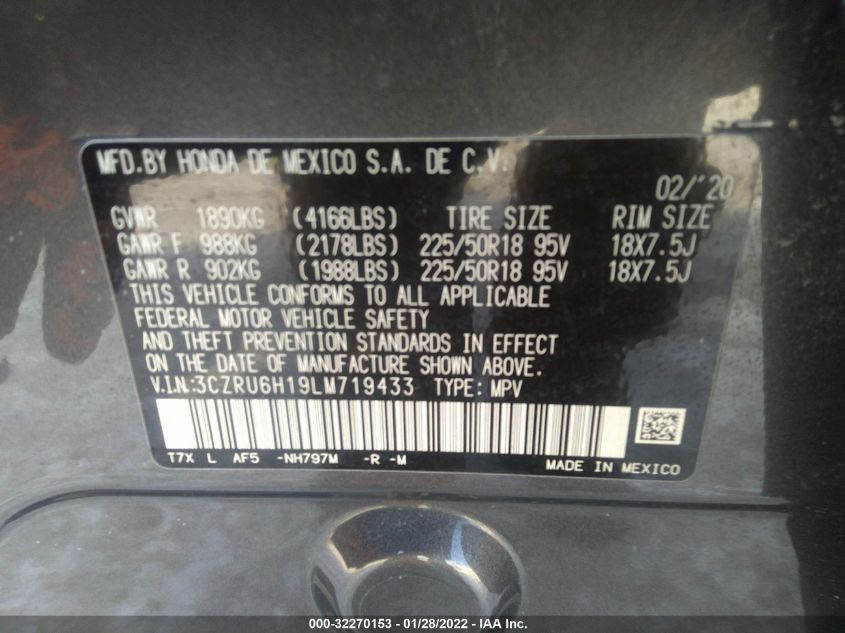 MFD.BY HONDA DE MEXICO S.A. DE C.V.
02/'20
GVWR 1890KG (4166LBS) TIRE SIZE RIM SIZE
GAWR F 988KG (2178LBS) 225/50R18 95V 18X7.5J
GAWR R 902KG (1988LBS) 225/50R18 95V 18X7.5J
THIS VEHICLE CONFORMS TO ALL APPLICABLE
FEDERAL MOTOR VEHICLE SAFETY
AND THEFT PREVENTION STANDARDS IN EFFECT
ON THE DATE OF MANUFACTURE SHOWN ABOVE.
V.I.N.:3CZRU6H19LM719433 TYPE: MPV
T7X L AF5 -NH797M -R -M
MADE IN MEXICO
000-32270153 - 01/28/2022 - IAA Inc.